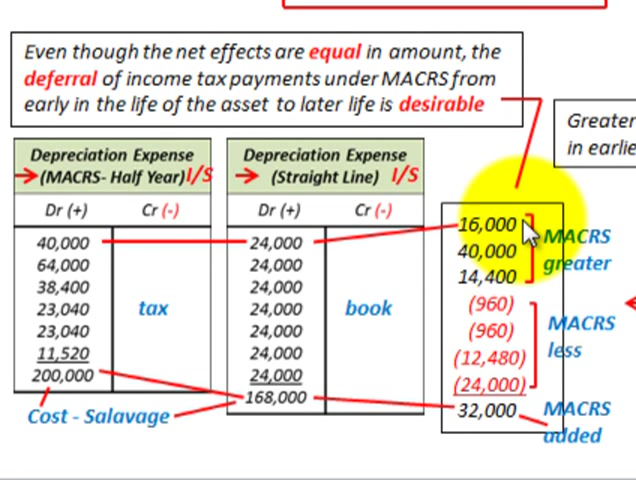 Even though the net effects are equal in amount, the
deferral of income tax payments under MACRS from
early in the life of the asset to later life is desirable
Greater
in earlie
Depreciation Expense
(MACRS- Half Year) I/S
Dr (+) Cr (-)
40,000
64,000
38,400
23,040
23,040
11,520
200,000
tax
Depreciation Expense
(Straight Line) I/S
Dr (+) Cr (-)
24,000
24,000
24,000
24,000
24,000
24,000
24,000
168,000
book
Cost - Salavage
16,000
40,000
14,400
(960)
(960)
(12,480)
(24,000)
32,000
MACRS
greater
MACRS
less
MACRS
added